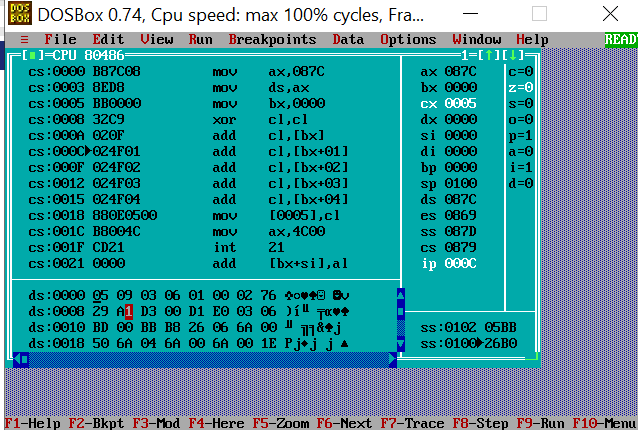 DOSBox 0.74, Cpu speed: max 100% cycles, Fra...
≡ File Edit View Run Breakpoints Data Options Window Help READY
[■]=CPU 80486 1=[↑][↓]
cs:0000 B87C08 mov ax,087C ax 087C c=0
cs:0003 8ED8 mov ds,ax bx 0000 z=0
cs:0005 BB0000 mov bx,0000 cx 0005 s=0
cs:0008 32C9 xor cl,cl dx 0000 o=0
cs:000A 020F add cl,[bx] si 0000 p=1
cs:000C►024F01 add cl,[bx+01] di 0000 a=0
cs:000F 024F02 add cl,[bx+02] bp 0000 i=1
cs:0012 024F03 add cl,[bx+03] sp 0100 d=0
cs:0015 024F04 add cl,[bx+04] ds 087C
cs:0018 880E0500 mov [0005],cl es 0869
cs:001C B8004C mov ax,4C00 ss 087D
cs:001F CD21 int 21 cs 0879
cs:0021 0000 add [bx+si],al ip 000C
ds:0000 05 09 03 06 01 00 02 76 ♣○♥♠☺ ☻v
ds:0008 29 A1 D3 00 D1 E0 03 06 )í╙ ╤α♥♠
ds:0010 BD 00 BB B8 26 06 6A 00 ╜ ╗╕&♠j
ds:0018 50 6A 04 6A 00 6A 00 1E Pj♦j j ▲
ss:0102 05BB
ss:0100►26B0
F1-Help F2-Bkpt F3-Mod F4-Here F5-Zoom F6-Next F7-Trace F8-Step F9-Run F10-Menu